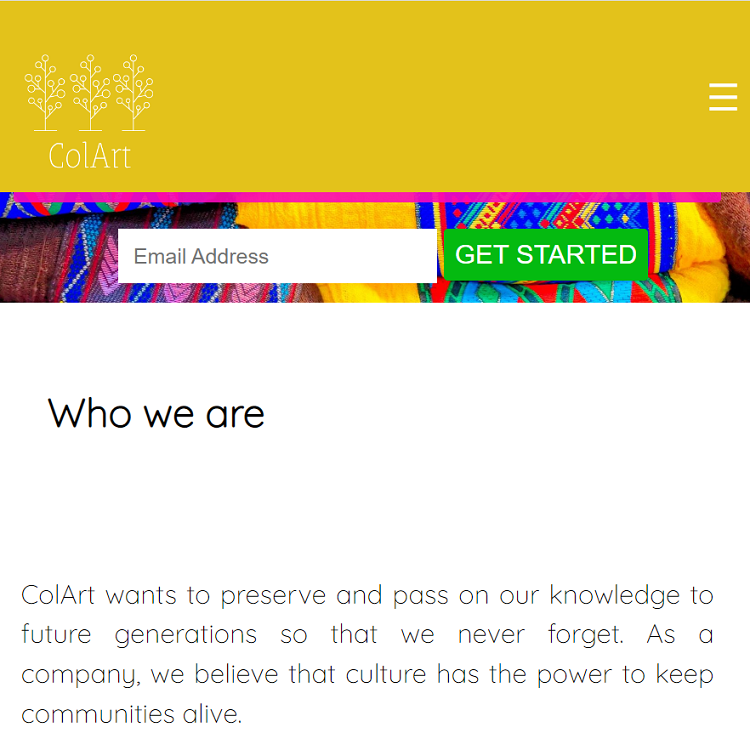 ColArt
Email Address
GET STARTED
Who we are
ColArt wants to preserve and pass on our knowledge to
future generations so that we never forget. As a
company, we believe that culture has the power to keep
communities alive.